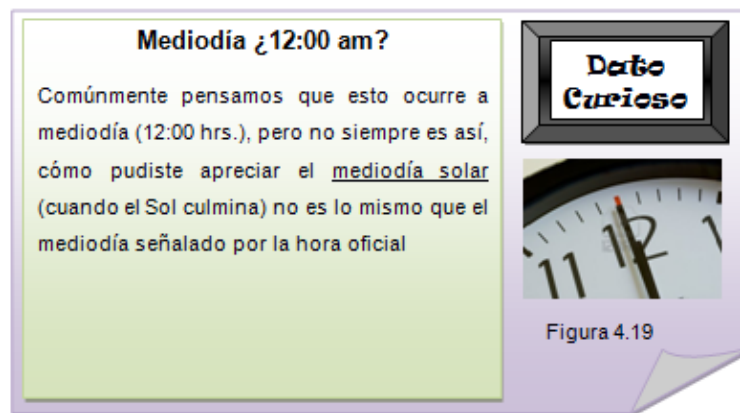 Mediodía ¿12:00 am?
Comúnmente pensamos que esto ocurre a
mediodía (12:00 hrs.), pero no siempre es así,
cómo pudiste apreciar el mediodía solar
(cuando el Sol culmina) no es lo mismo que el
mediodía señalado por la hora oficial
Dato
Curioso
11 12 1
Figura 4.19